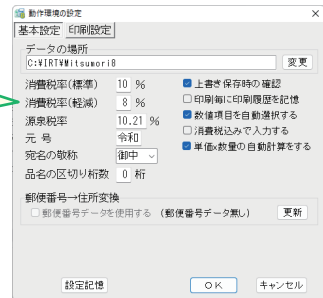 動作環境の設定
基本設定 印刷設定
データの場所
C:¥IRT¥Mitsumori8 変更
消費税率(標準) 10 % 上書き保存時の確認
消費税率(軽減) 8 % 印刷毎に印刷履歴を記憶
源泉税率 10.21 % 数値項目を自動選択する
元 号 令和 消費税込みで入力する
宛名の敬称 御中 単価x数量の自動計算をする
品名の区切り桁数 0 桁
郵便番号→住所変換
郵便番号データを使用する (郵便番号データ無し) 更新
設定記憶 OK キャンセル